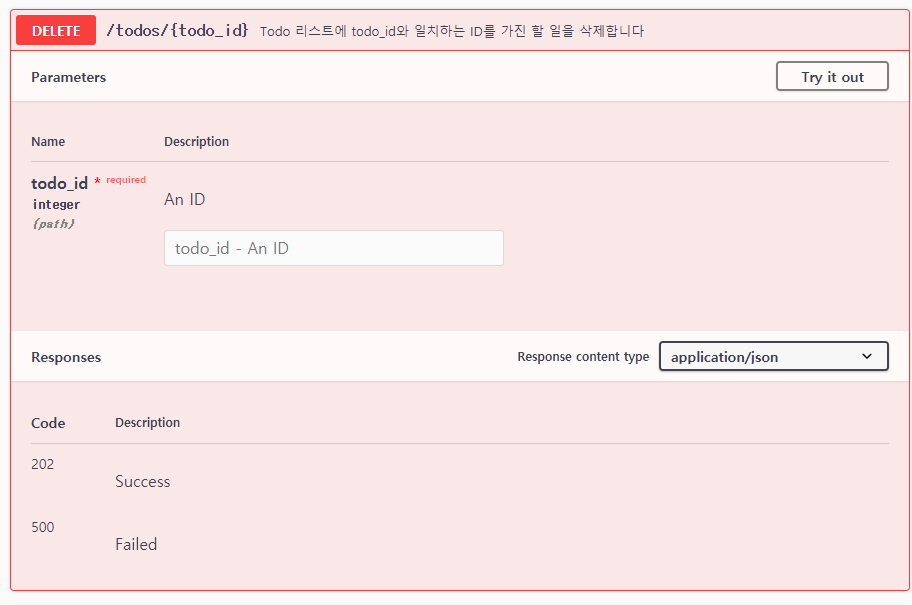 DELETE /todos/{todo_id} Todo 리스트에 todo_id와 일치하는 ID를 가진 할 일을 삭제합니다
Parameters Try it out
Name Description
todo_id * required
integer
(path)
An ID
todo_id - An ID
Responses Response content type application/json
Code Description
202
Success
500
Failed